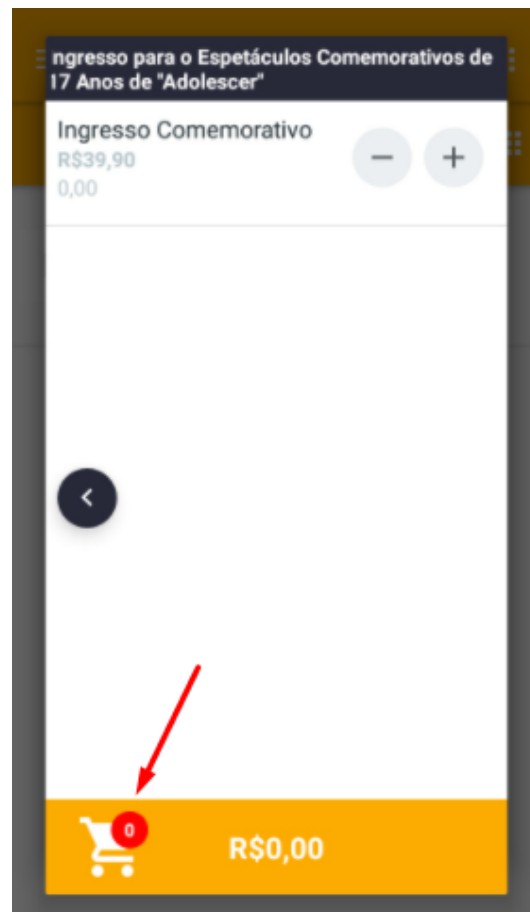 ngresso para o Espetáculos Comemorativos de
17 Anos de "Adolescer"
Ingresso Comemorativo
R$39,90
0,00
0
R$0,00